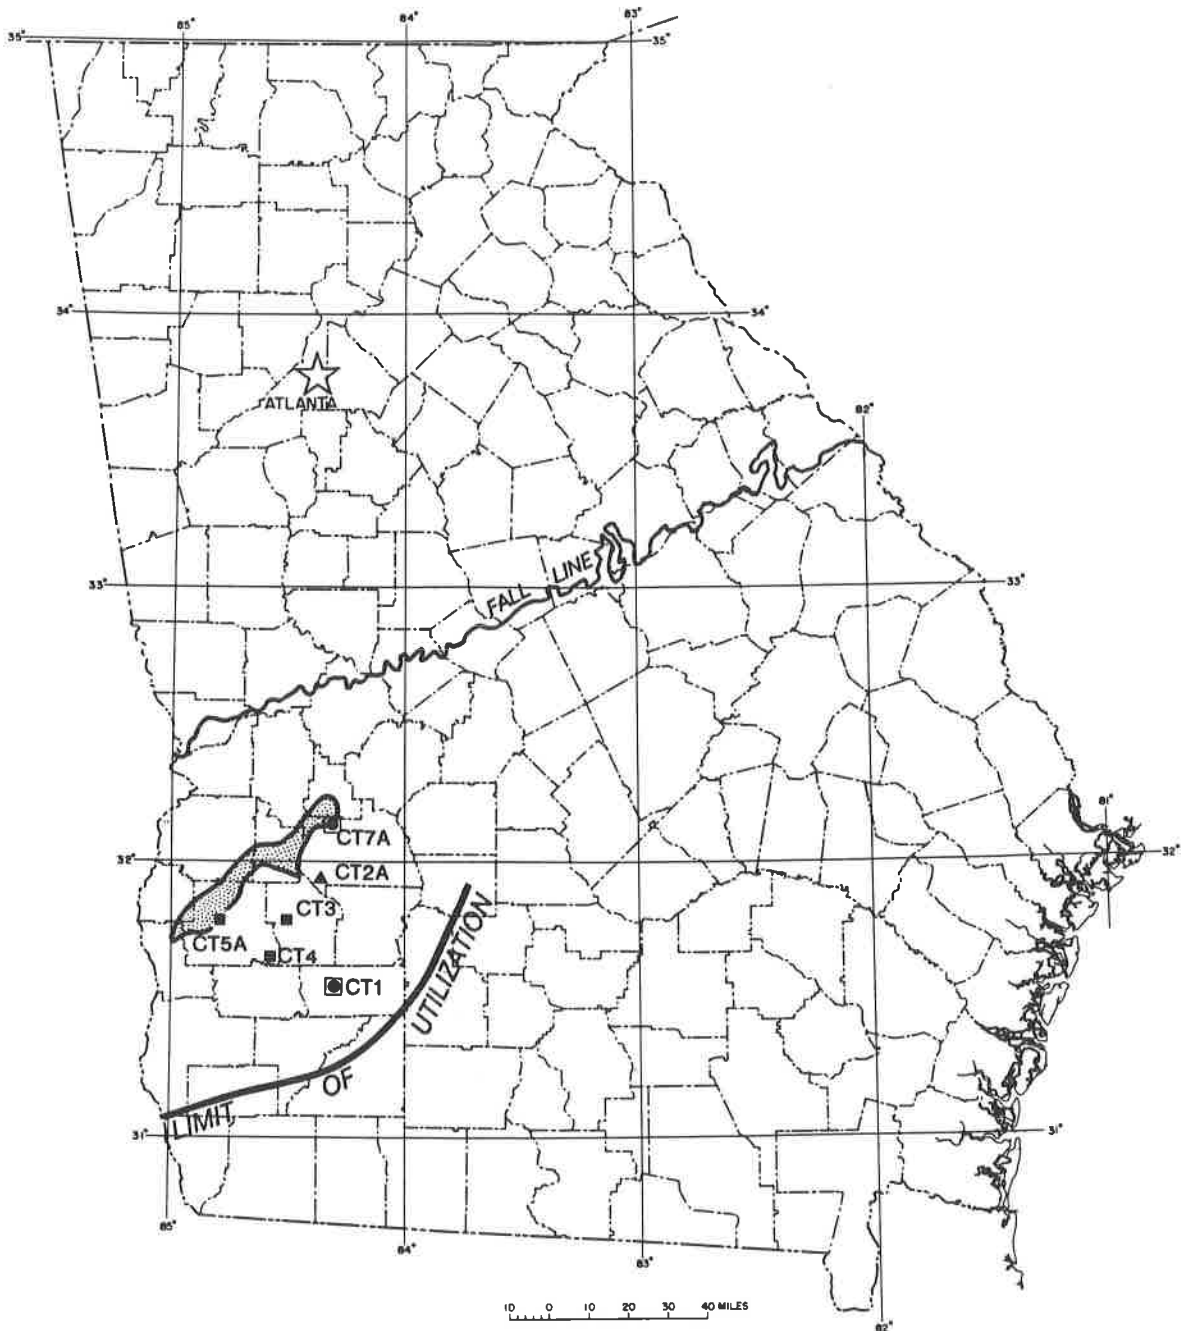 83°
84°
85°
35°
35°
34°
34°
ATLANTA
82°
FALL LINE
33°
33°
81°
CT7A
32°
32°
CT2A
CT3
CT5A
CT4
CT1
LIMIT OF UTILIZATION
31°
31°
85°
84°
83°
82°
10 0 10 20 30 40 MILES